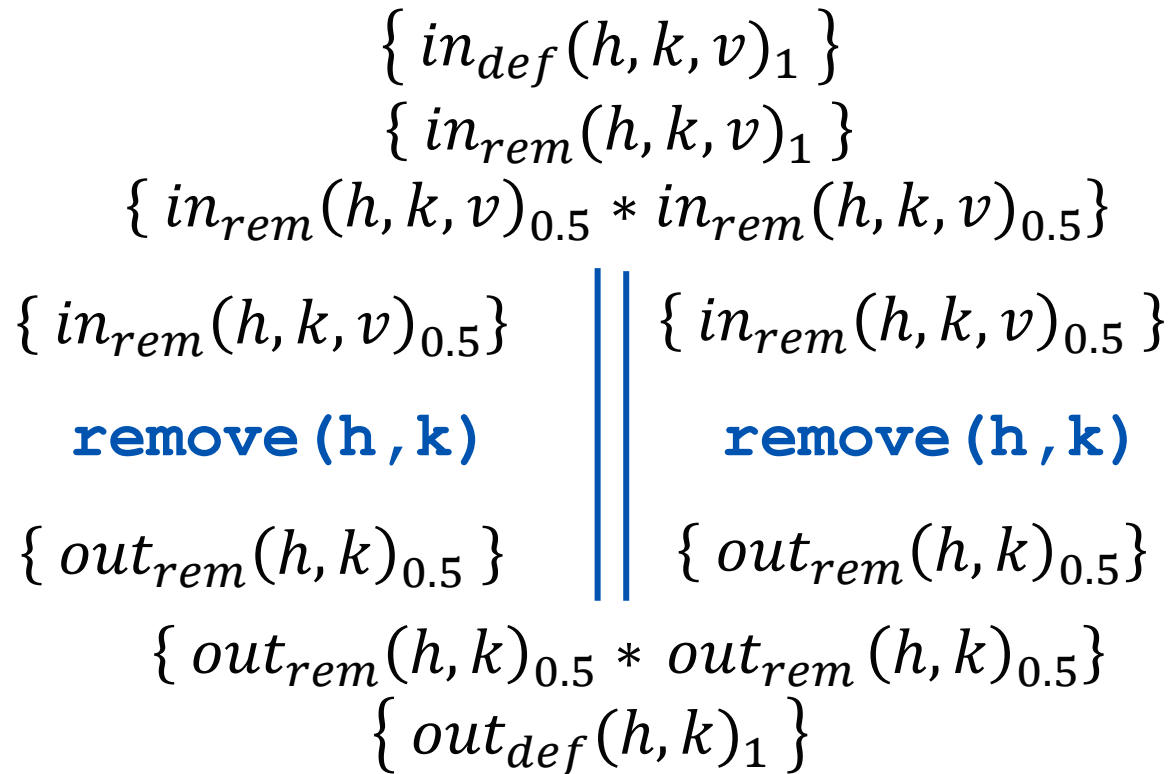 { in_def(h, k, v)_1 }
{ in_rem(h, k, v)_1 }
{ in_rem(h, k, v)_0.5 * in_rem(h, k, v)_0.5}
{ in_rem(h, k, v)_0.5} { in_rem(h, k, v)_0.5 }
remove(h,k) remove(h,k)
{ out_rem(h, k)_0.5 } { out_rem(h, k)_0.5}
{ out_rem(h, k)_0.5 * out_rem (h, k)_0.5}
{ out_def(h, k)_1 }